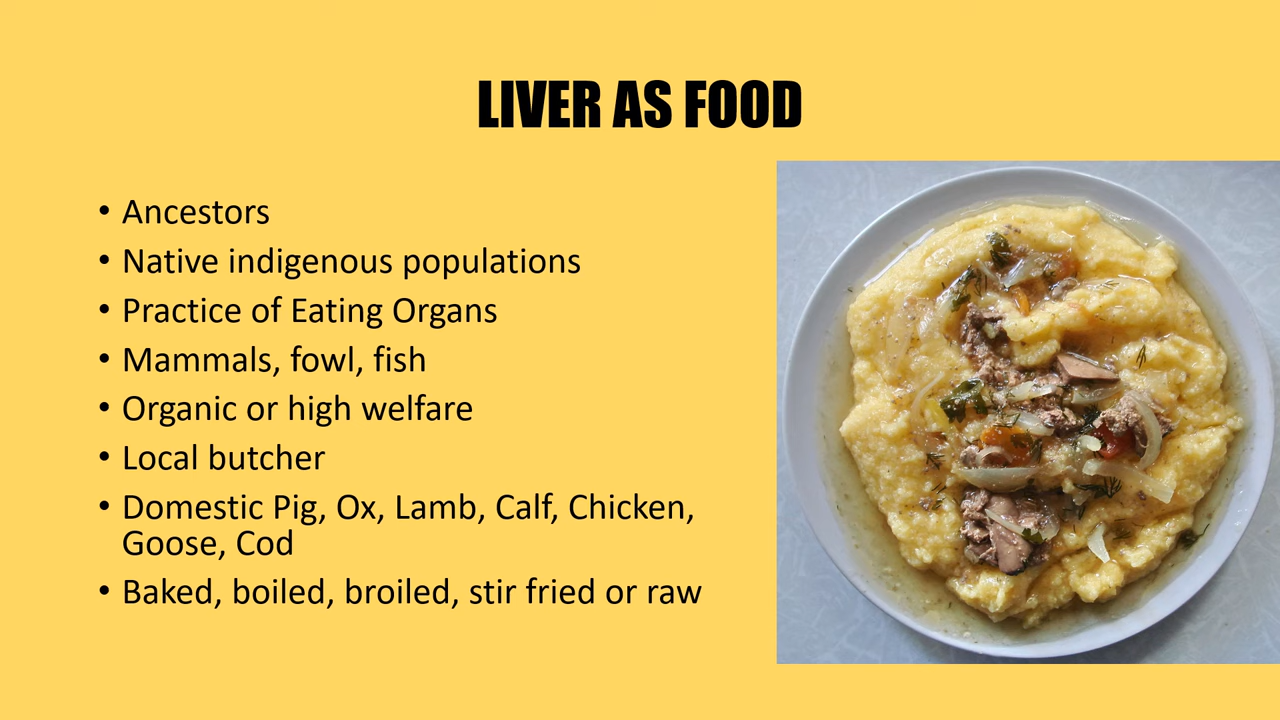 LIVER AS FOOD
• Ancestors
• Native indigenous populations
• Practice of Eating Organs
• Mammals, fowl, fish
• Organic or high welfare
• Local butcher
• Domestic Pig, Ox, Lamb, Calf, Chicken,
Goose, Cod
• Baked, boiled, broiled, stir fried or raw